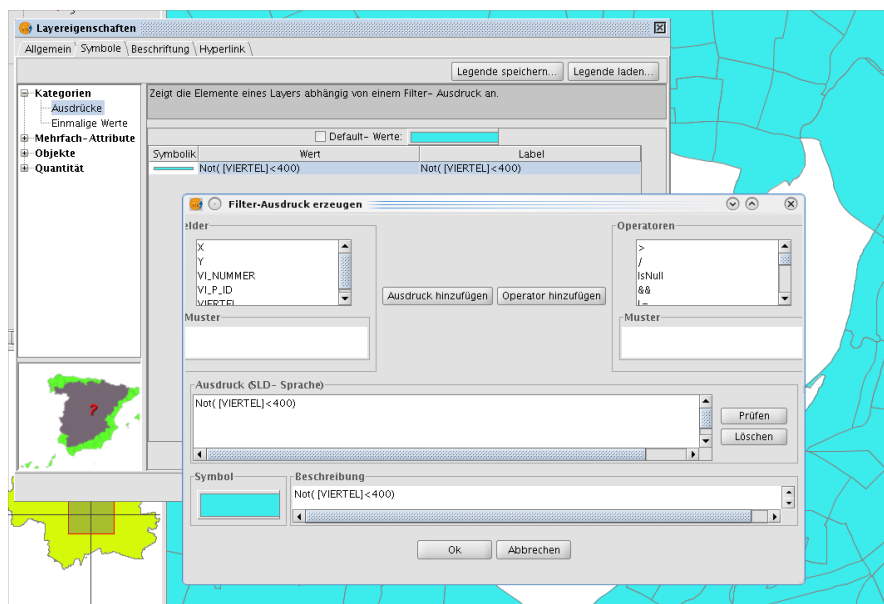 Layereigenschaften
Allgemein Symbole Beschriftung Hyperlink
Legende speichern... Legende laden...
Kategorien
Ausdrücke
Einmalige Werte
Mehrfach-Attribute
Objekte
Quantität
Zeigt die Elemente eines Layers abhängig von einem Filter- Ausdruck an.
Default- Werte:
Symbolik Wert Label
Not( [VIERTEL]<400) Not( [VIERTEL]<400)
?
Filter-Ausdruck erzeugen
elder
X
Y
VI_NUMMER
VI_P_ID
VIERTEL
Muster
Ausdruck hinzufügen Operator hinzufügen
Operatoren
>
/
IsNull
&&
Muster
Ausdruck (SLD- Sprache)
Not( [VIERTEL]<400)
Prüfen
Löschen
Symbol
Beschreibung
Not( [VIERTEL]<400)
Ok Abbrechen